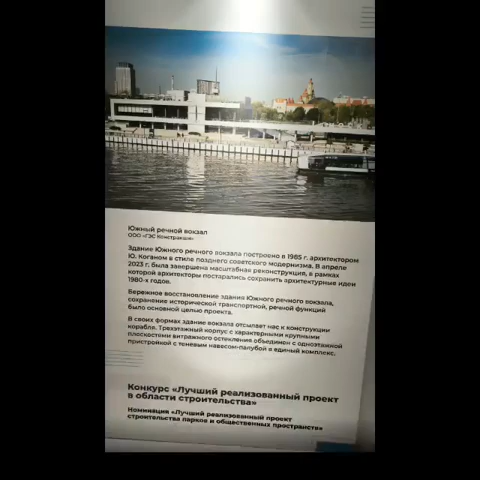 Южный речной вокзал
ООО «ГЭС Констракшн»
Здание Южного речного вокзала построено в 1985 г. архитектором
Ю. Коганом в стиле позднего советского модернизма. В апреле
2023 г. была завершена масштабная реконструкция, в рамках
которой архитекторы постарались сохранить архитектурные идеи
1980-х годов.
Бережное восстановление здания Южного речного вокзала,
сохранение исторической транспортной, речной функций
было основной целью проекта.
В своих формах здание вокзала отсылает нас к конструкции
корабля. Трехэтажный корпус с характерными крупными
плоскостями витражного остекления объединен с одноэтажной
пристройкой с теневым навесом-палубой в единый комплекс.
Конкурс «Лучший реализованный проект
в области строительства»
Номинация «Лучший реализованный проект
строительства парков и общественных пространств»